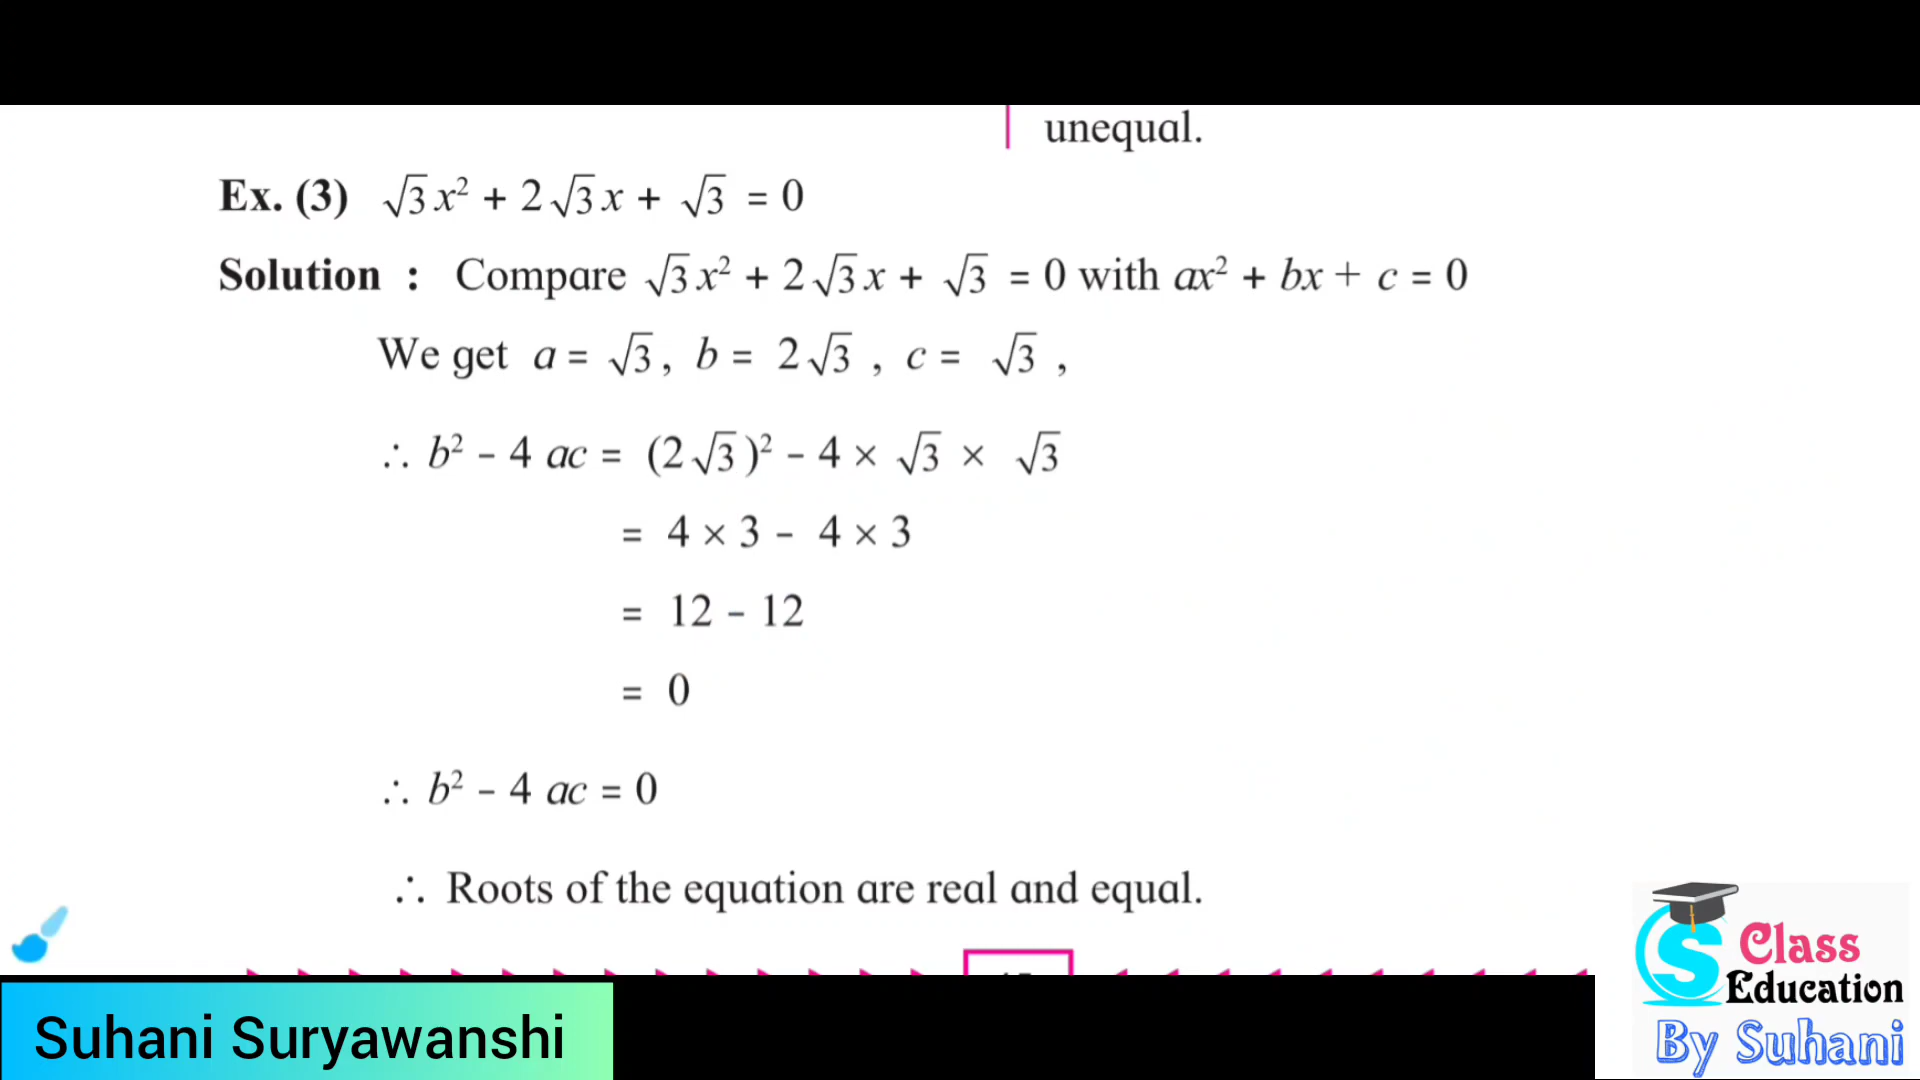 unequal.
Ex. (3) √3 x² + 2√3 x + √3 = 0
Solution : Compare √3 x² + 2√3 x + √3 = 0 with ax² + bx + c = 0
We get a = √3, b = 2√3 , c = √3 ,
∴ b² – 4 ac = (2√3)² – 4 × √3 × √3
= 4 × 3 – 4 × 3
= 12 – 12
= 0
∴ b² – 4 ac = 0
∴ Roots of the equation are real and equal.
Suhani Suryawanshi
S Class
Education
By Suhani